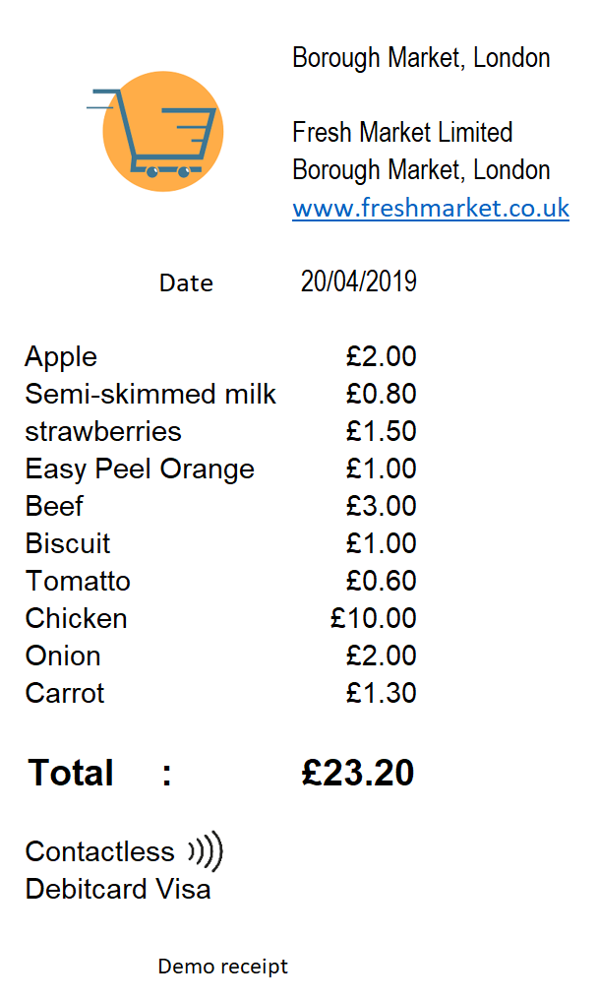 Borough Market, London
Fresh Market Limited
Borough Market, London
www.freshmarket.co.uk
Date 20/04/2019
Apple £2.00
Semi-skimmed milk £0.80
strawberries £1.50
Easy Peel Orange £1.00
Beef £3.00
Biscuit £1.00
Tomatto £0.60
Chicken £10.00
Onion £2.00
Carrot £1.30
Total : £23.20
Contactless
Debitcard Visa
Demo receipt